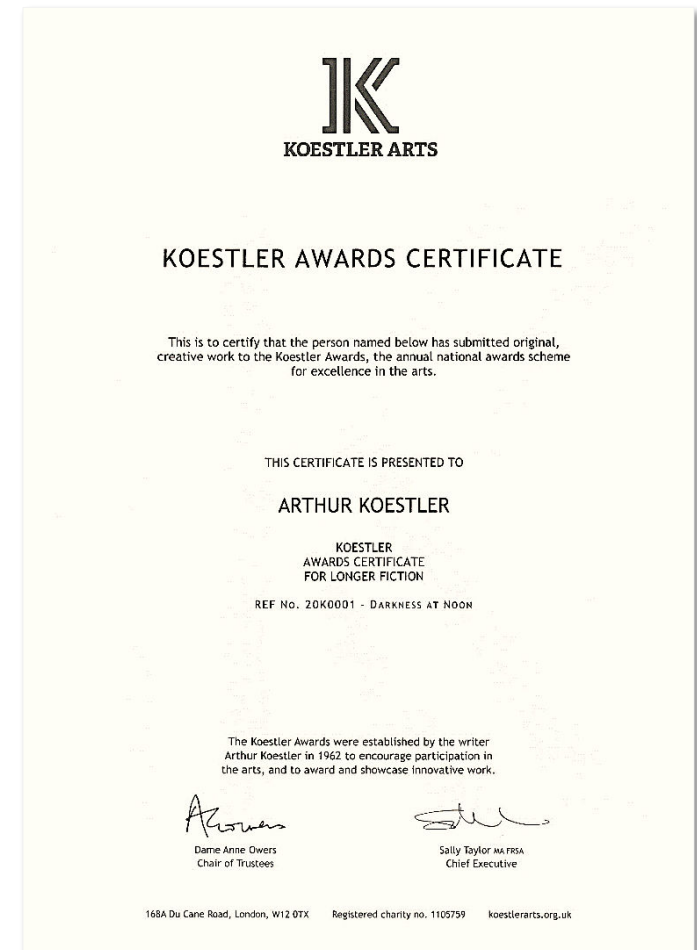 KOESTLER ARTS
KOESTLER AWARDS CERTIFICATE
This is to certify that the person named below has submitted original,
creative work to the Koestler Awards, the annual national awards scheme
for excellence in the arts.
THIS CERTIFICATE IS PRESENTED TO
ARTHUR KOESTLER
KOESTLER
AWARDS CERTIFICATE
FOR LONGER FICTION
REF No. 20K0001 - DARKNESS AT NOON
The Koestler Awards were established by the writer
Arthur Koestler in 1962 to encourage participation in
the arts, and to award and showcase innovative work.
Dame Anne Owers
Chair of Trustees
Sally Taylor MA FRSA
Chief Executive
168A Du Cane Road, London, W12 0TX Registered charity no. 1105759 koestlerarts.org.uk